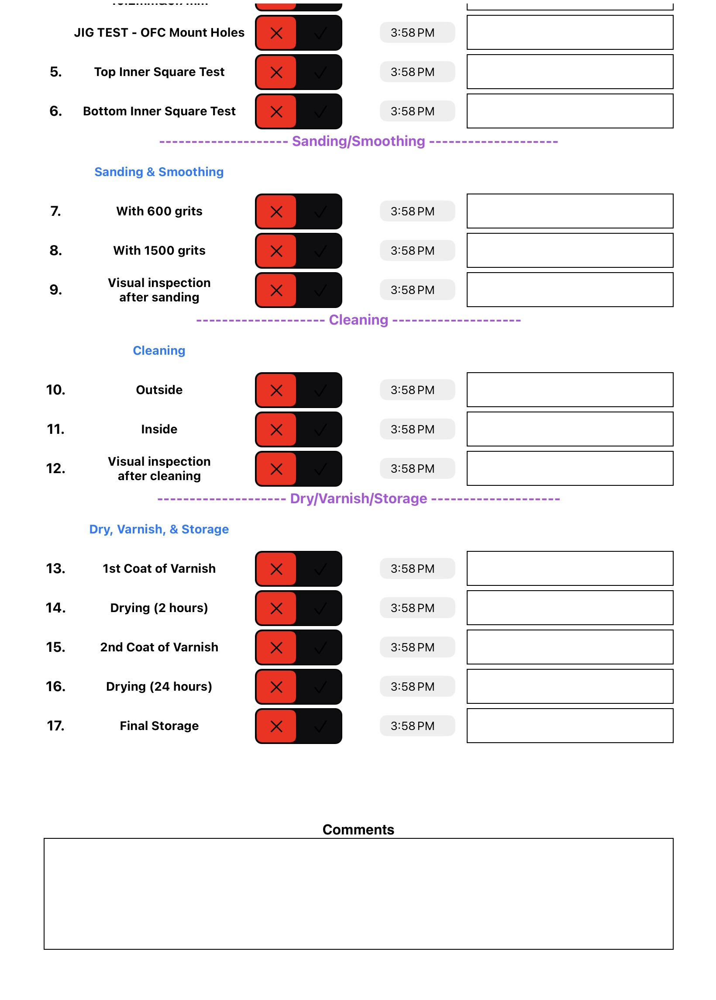 JIG TEST - OFC Mount Holes 3:58 PM
5. Top Inner Square Test 3:58 PM
6. Bottom Inner Square Test 3:58 PM
-------------------- Sanding/Smoothing --------------------
Sanding & Smoothing
7. With 600 grits 3:58 PM
8. With 1500 grits 3:58 PM
9. Visual inspection
after sanding 3:58 PM
-------------------- Cleaning --------------------
Cleaning
10. Outside 3:58 PM
11. Inside 3:58 PM
12. Visual inspection
after cleaning 3:58 PM
-------------------- Dry/Varnish/Storage --------------------
Dry, Varnish, & Storage
13. 1st Coat of Varnish 3:58 PM
14. Drying (2 hours) 3:58 PM
15. 2nd Coat of Varnish 3:58 PM
16. Drying (24 hours) 3:58 PM
17. Final Storage 3:58 PM
Comments